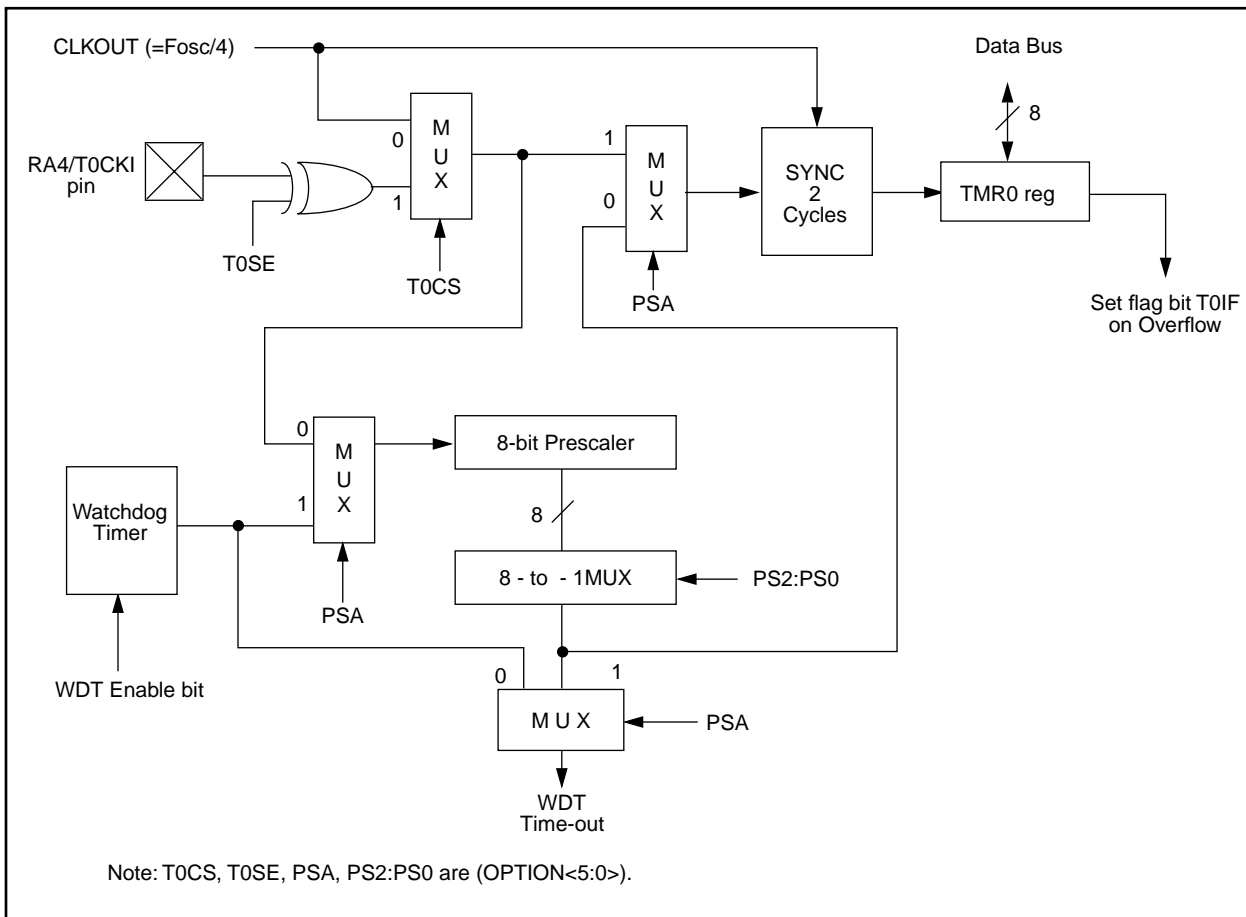 CLKOUT (=Fosc/4)
Data Bus
8
RA4/T0CKI
pin
T0SE
0
1
M
U
X
T0CS
1
0
M
U
X
PSA
SYNC
2
Cycles
TMR0 reg
Set flag bit T0IF
on Overflow
0
1
M
U
X
PSA
8-bit Prescaler
8
Watchdog
Timer
WDT Enable bit
8 - to - 1MUX
PS2:PS0
0
1
M U X
PSA
WDT
Time-out
Note: T0CS, T0SE, PSA, PS2:PS0 are (OPTION<5:0>).